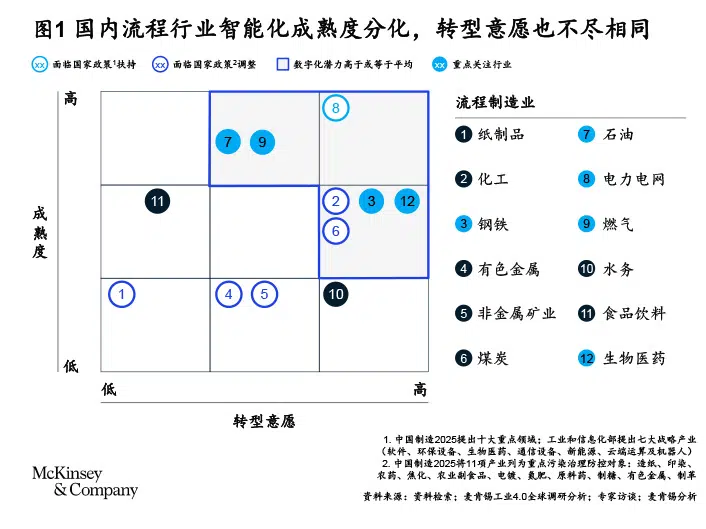 图1 国内流程行业智能化成熟度分化，转型意愿也不尽相同
xx 面临国家政策1扶持
xx 面临国家政策2调整
数字化潜力高于或等于平均
xx 重点关注行业
高
成熟度
低
8
7 9
11
2 3 12
6
1 4 5 10
低
高
转型意愿
流程制造业
1 纸制品
7 石油
2 化工
8 电力电网
3 钢铁
9 燃气
4 有色金属
10 水务
5 非金属矿业
11 食品饮料
6 煤炭
12 生物医药
1. 中国制造2025提出十大重点领域；工业和信息化部提出七大战略产业
（软件、环保设备、生物医药、通信设备、新能源、云端运算及机器人）
2. 中国制造2025将11项产业列为重点污染治理防控对象：造纸、印染、
农药、焦化、农业副食品、电镀、氮肥、原料药、制糖、有色金属、制革
资料来源：资料检索；麦肯锡工业4.0全球调研分析；专家访谈；麦肯锡分析
McKinsey
& Company